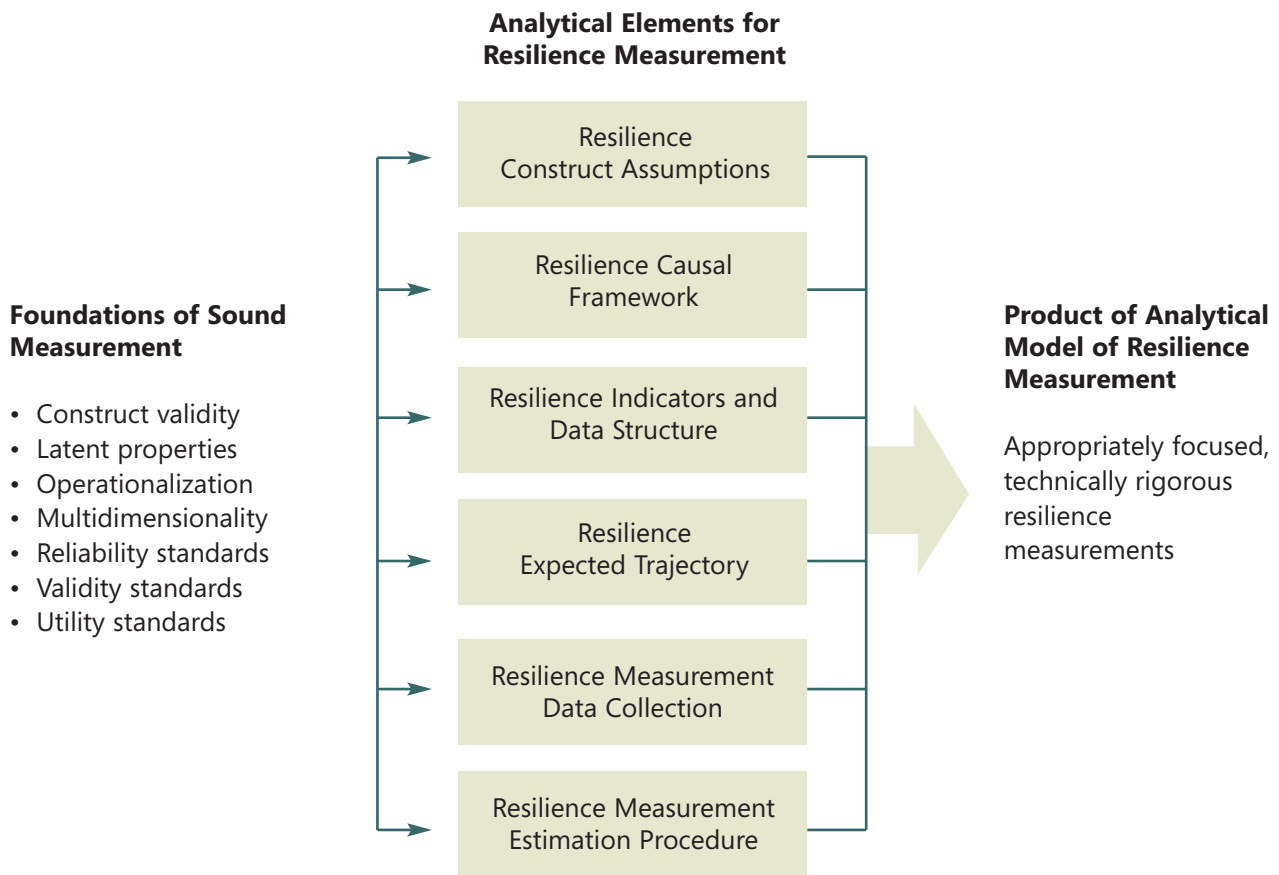 Analytical Elements for
Resilience Measurement
Foundations of Sound
Measurement
• Construct validity
• Latent properties
• Operationalization
• Multidimensionality
• Reliability standards
• Validity standards
• Utility standards
Resilience
Construct Assumptions
Resilience Causal
Framework
Resilience Indicators and
Data Structure
Resilience
Expected Trajectory
Resilience Measurement
Data Collection
Resilience Measurement
Estimation Procedure
Product of Analytical
Model of Resilience
Measurement
Appropriately focused,
technically rigorous
resilience
measurements